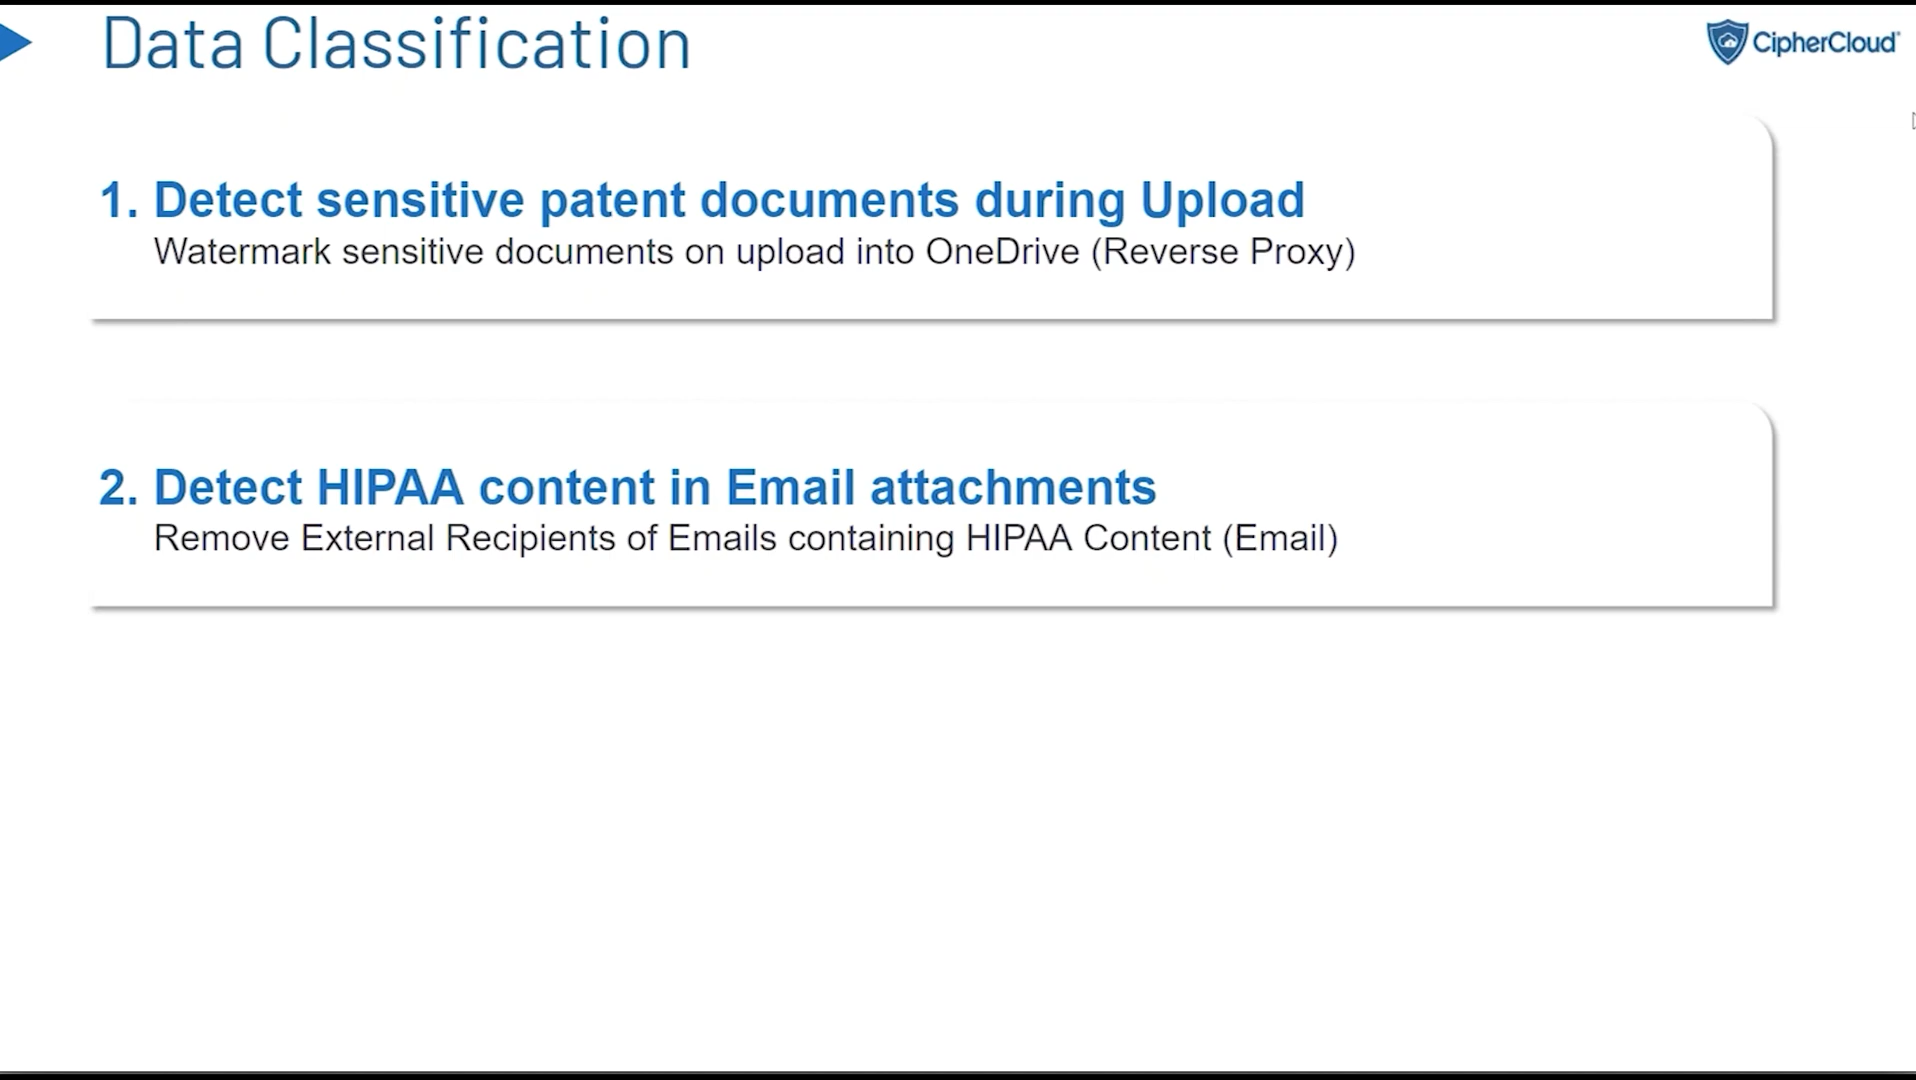 Data Classification
CipherCloud®
1. Detect sensitive patent documents during Upload
Watermark sensitive documents on upload into OneDrive (Reverse Proxy)
2. Detect HIPAA content in Email attachments
Remove External Recipients of Emails containing HIPAA Content (Email)